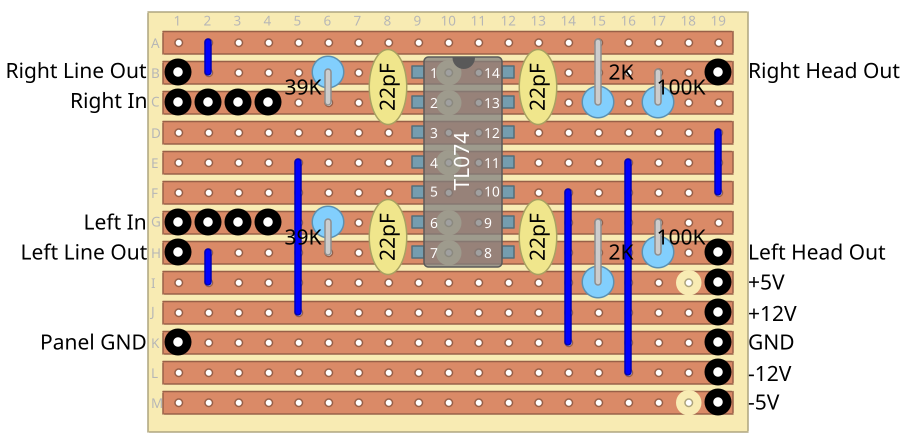 1 2 3 4 5 6 7 8 9 10 11 12 13 14 15 16 17 18 19
A
Right Line Out B 1 14 2K Right Head Out
39K 22pF 22pF 100K
Right In C 2 13
D 3 12
TL074
E 4 11
F 5 10
Left In G 6 9
39K 22pF 22pF 100K
Left Line Out H 7 8 2K Left Head Out
I +5V
J +12V
Panel GND K GND
L -12V
M -5V